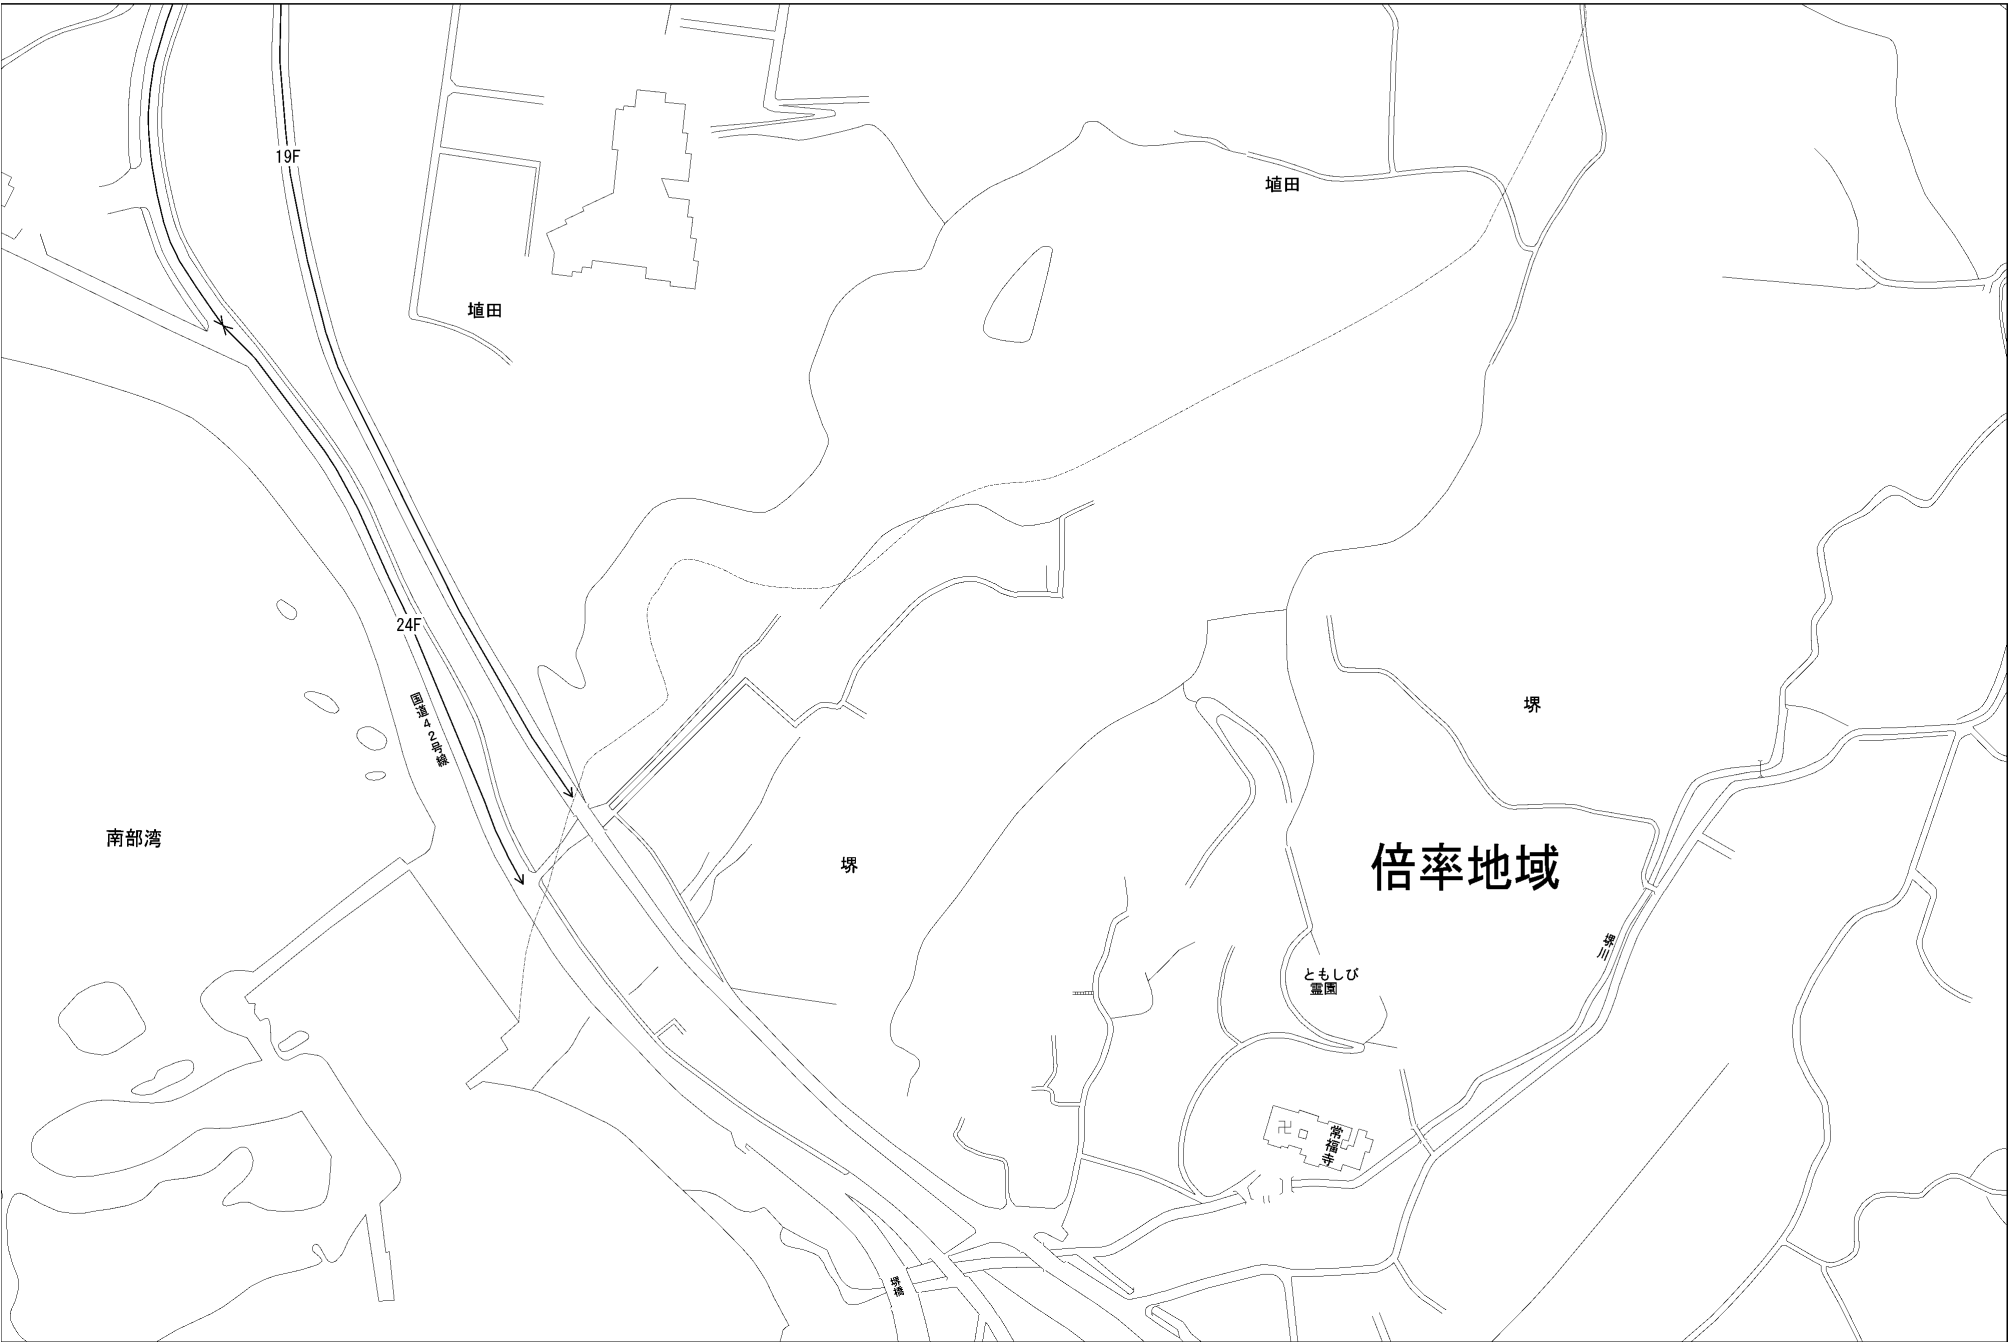 19F
埴田
埴田
24F
国道42号線
堺
南部湾
堺
倍率地域
堺川
ともしび
霊園
卍
常福寺
堺橋